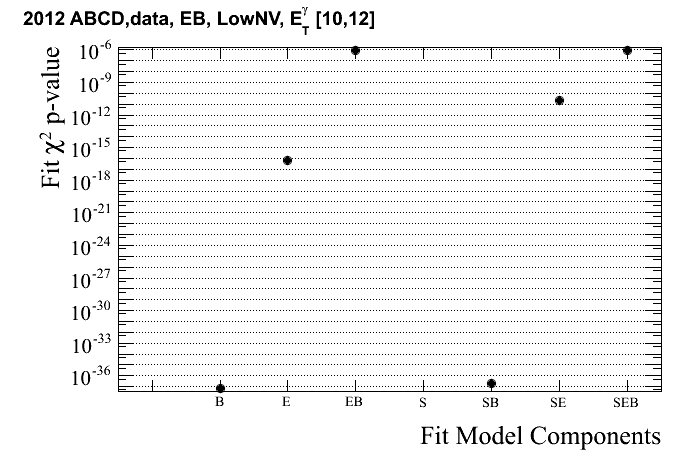 2012 ABCD,data, EB, LowNV, E_T^γ [10,12]
Fit χ² p-value
10^-6
10^-9
10^-12
10^-15
10^-18
10^-21
10^-24
10^-27
10^-30
10^-33
10^-36
B E EB S SB SE SEB
Fit Model Components